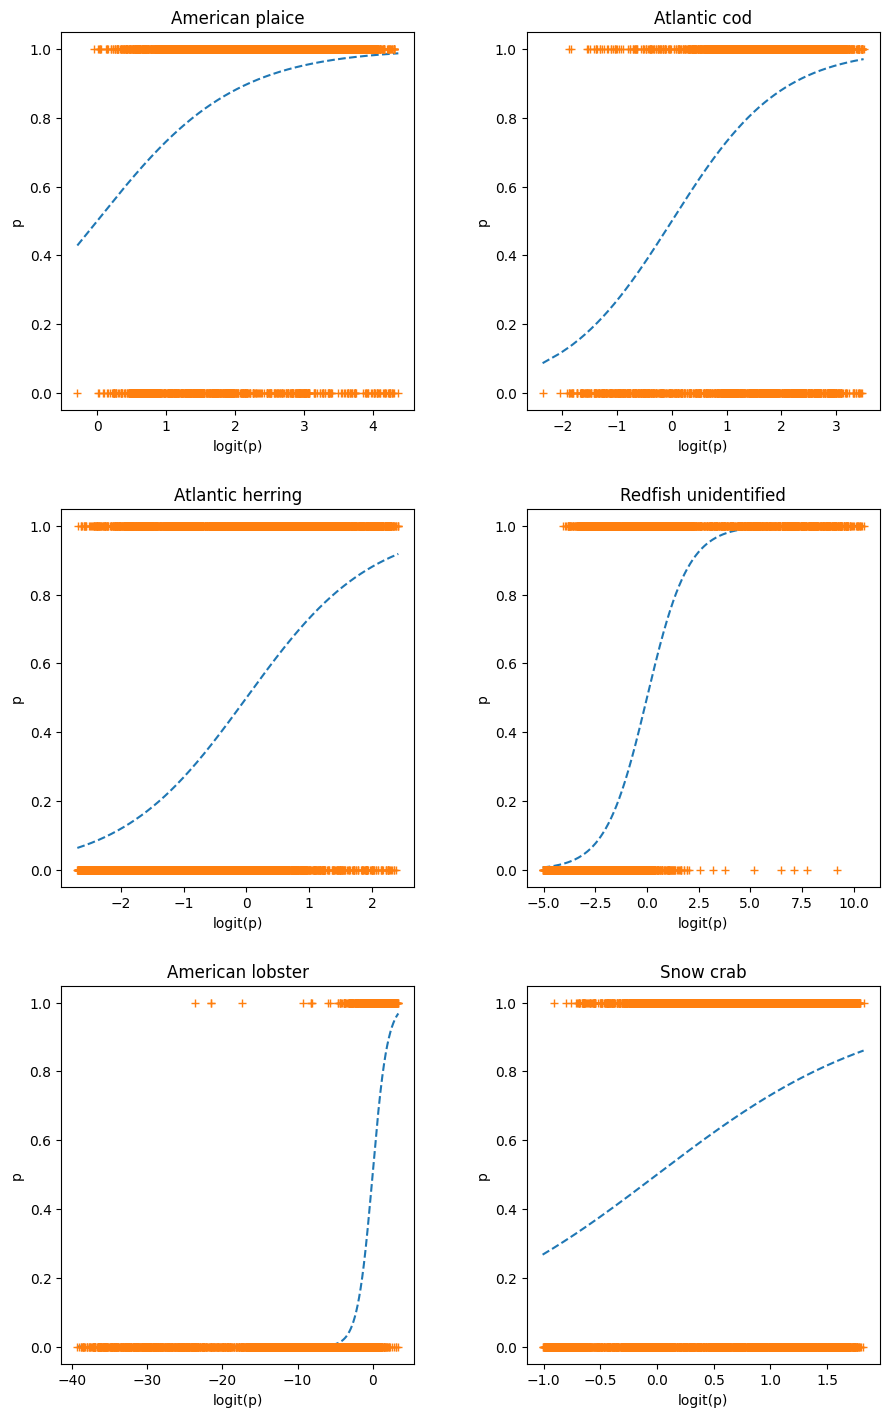 American plaice
1.0
0.8
0.6
0.4
0.2
0.0
p
0 1 2 3 4
logit(p)
Atlantic cod
1.0
0.8
0.6
0.4
0.2
0.0
p
−2 −1 0 1 2 3
logit(p)
Atlantic herring
1.0
0.8
0.6
0.4
0.2
0.0
p
−2 −1 0 1 2
logit(p)
Redfish unidentified
1.0
0.8
0.6
0.4
0.2
0.0
p
−5.0 −2.5 0.0 2.5 5.0 7.5 10.0
logit(p)
American lobster
1.0
0.8
0.6
0.4
0.2
0.0
p
−40 −30 −20 −10 0
logit(p)
Snow crab
1.0
0.8
0.6
0.4
0.2
0.0
p
−1.0 −0.5 0.0 0.5 1.0 1.5
logit(p)